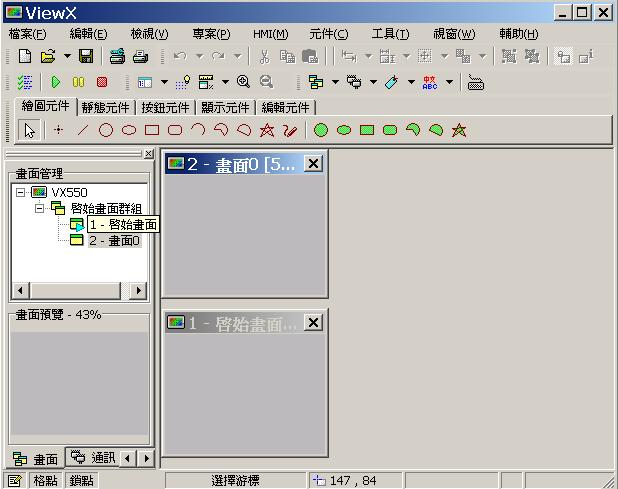 ViewX
檔案(F) 編輯(E) 檢視(V) 專案(P) HMI(M) 元件(C) 工具(T) 視窗(W) 輔助(H)
中文 ABC
繪圖元件 靜態元件 按鈕元件 顯示元件 編輯元件
畫面管理
VX550
啓始畫面群組
1 - 啓始畫面
2 - 畫面0
畫面預覽 - 43%
畫面 通訊
2 - 畫面0 [5...
1 - 啓始畫面...
格點 鎖點 選擇游標 147 , 84